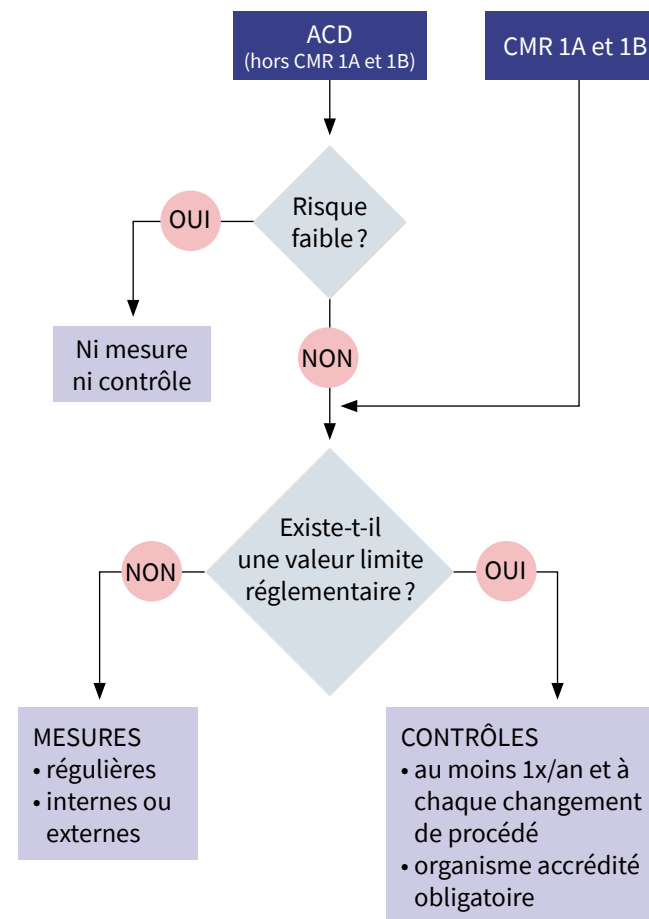 ACD
(hors CMR 1A et 1B)
CMR 1A et 1B
Risque
faible ?
OUI
Ni mesure
ni contrôle
NON
Existe-t-il
une valeur limite
réglementaire ?
NON
OUI
MESURES
• régulières
• internes ou
externes
CONTRÔLES
• au moins 1x/an et à
chaque changement
de procédé
• organisme accrédité
obligatoire